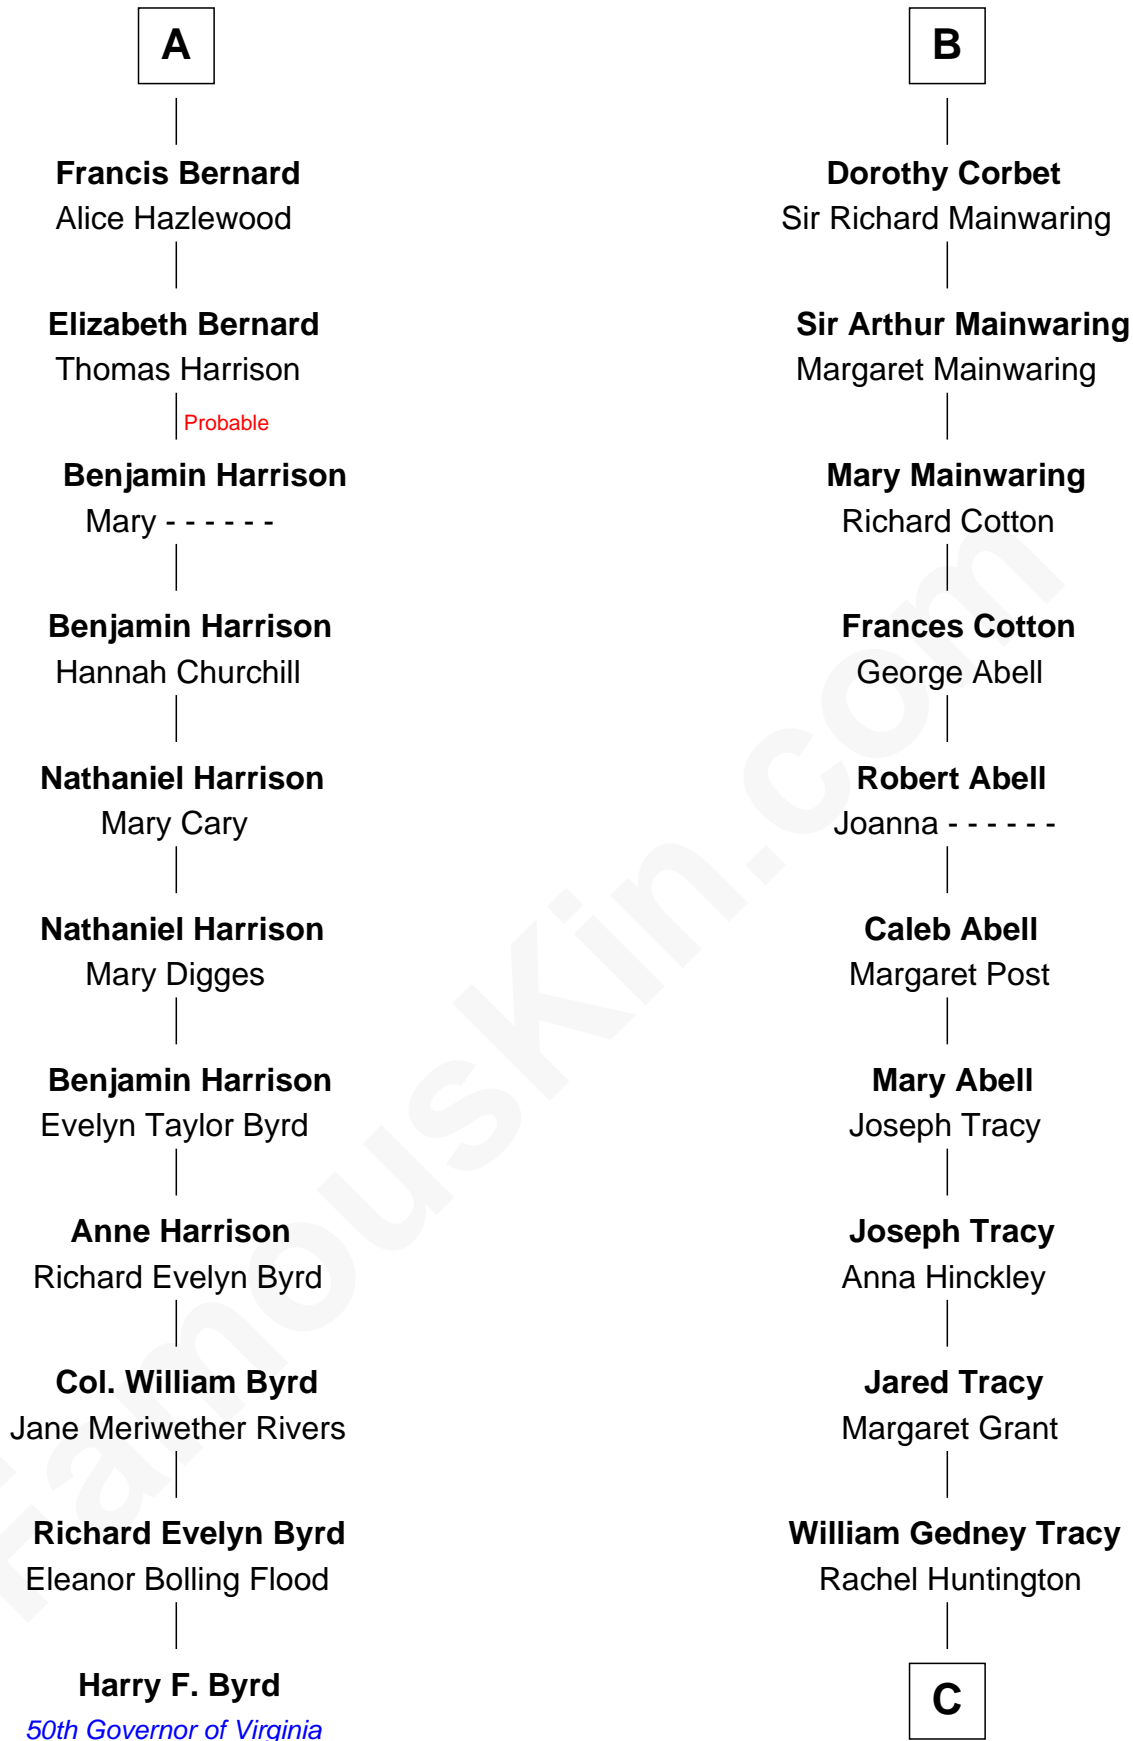 A
Francis Bernard
Alice Hazlewood
Elizabeth Bernard
Thomas Harrison
Probable
Benjamin Harrison
Mary - - - - - -
Benjamin Harrison
Hannah Churchill
Nathaniel Harrison
Mary Cary
Nathaniel Harrison
Mary Digges
Benjamin Harrison
Evelyn Taylor Byrd
Anne Harrison
Richard Evelyn Byrd
Col. William Byrd
Jane Meriwether Rivers
Richard Evelyn Byrd
Eleanor Bolling Flood
Harry F. Byrd
50th Governor of Virginia
B
Dorothy Corbet
Sir Richard Mainwaring
Sir Arthur Mainwaring
Margaret Mainwaring
Mary Mainwaring
Richard Cotton
Frances Cotton
George Abell
Robert Abell
Joanna - - - - - -
Caleb Abell
Margaret Post
Mary Abell
Joseph Tracy
Joseph Tracy
Anna Hinckley
Jared Tracy
Margaret Grant
William Gedney Tracy
Rachel Huntington
C
FamousKin.com